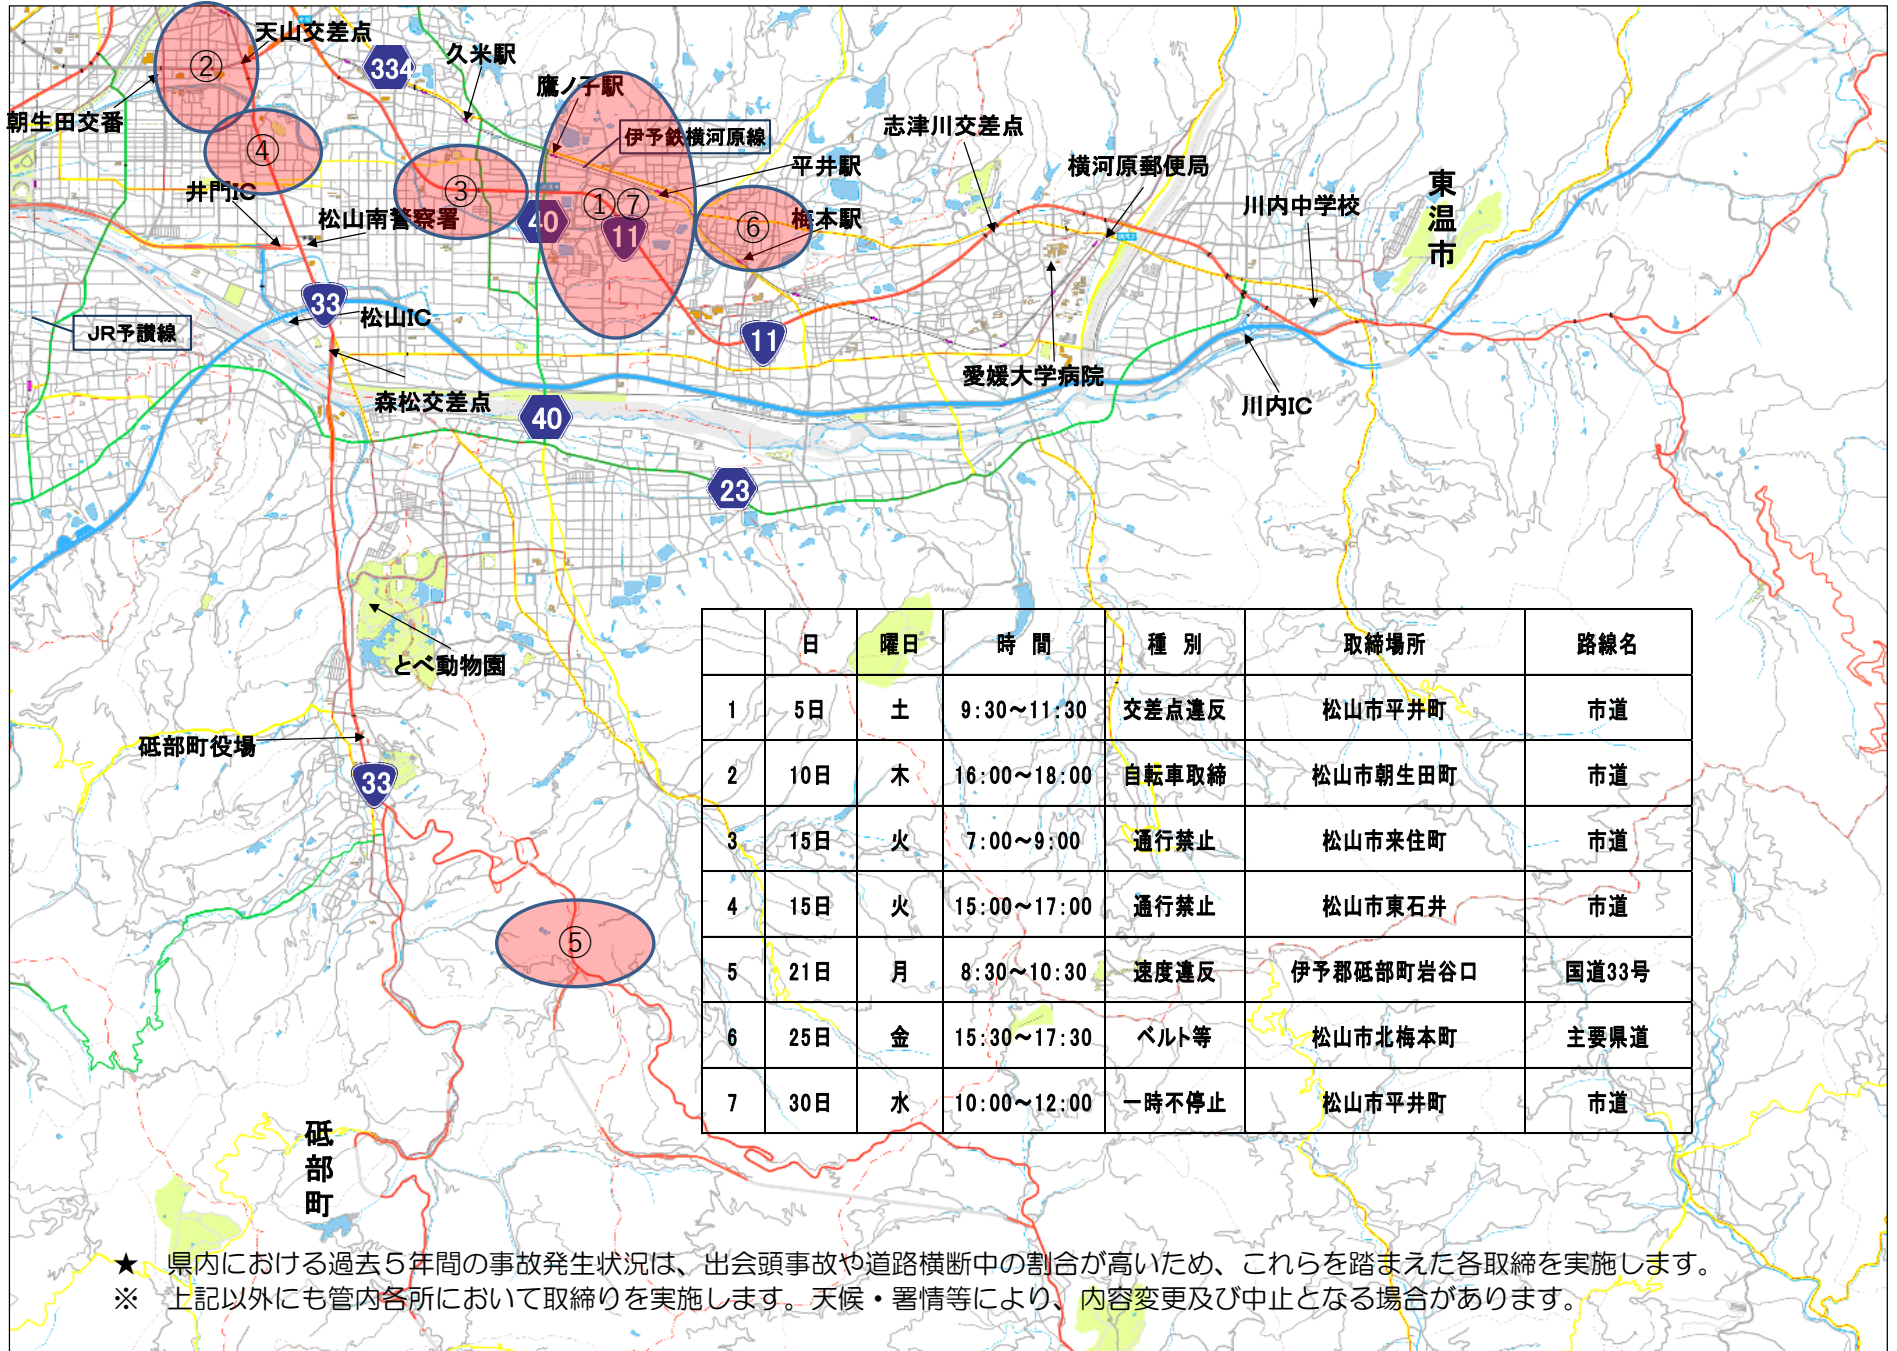 ②
天山交差点
334
久米駅
朝生田交番
④
井門IC
松山南警察署
③
鷹ノ子駅
伊予鉄横河原線
平井駅
①⑦
40
11
⑥
梅本駅
志津川交差点
横河原郵便局
川内中学校
東温市
JR予讃線
33
松山IC
森松交差点
11
愛媛大学病院
川内IC
40
23
とべ動物園
砥部町役場
33
⑤
砥部町
日 曜日 時間 種別 取締場所 路線名
1 5日 土 9:30～11:30 交差点違反 松山市平井町 市道
2 10日 木 16:00～18:00 自転車取締 松山市朝生田町 市道
3 15日 火 7:00～9:00 通行禁止 松山市来住町 市道
4 15日 火 15:00～17:00 通行禁止 松山市東石井 市道
5 21日 月 8:30～10:30 速度違反 伊予郡砥部町岩谷口 国道33号
6 25日 金 15:30～17:30 ベルト等 松山市北梅本町 主要県道
7 30日 水 10:00～12:00 一時不停止 松山市平井町 市道
★ 県内における過去５年間の事故発生状況は、出会頭事故や道路横断中の割合が高いため、これらを踏まえた各取締を実施します。
※ 上記以外にも管内各所において取締りを実施します。天候・署情等により、内容変更及び中止となる場合があります。